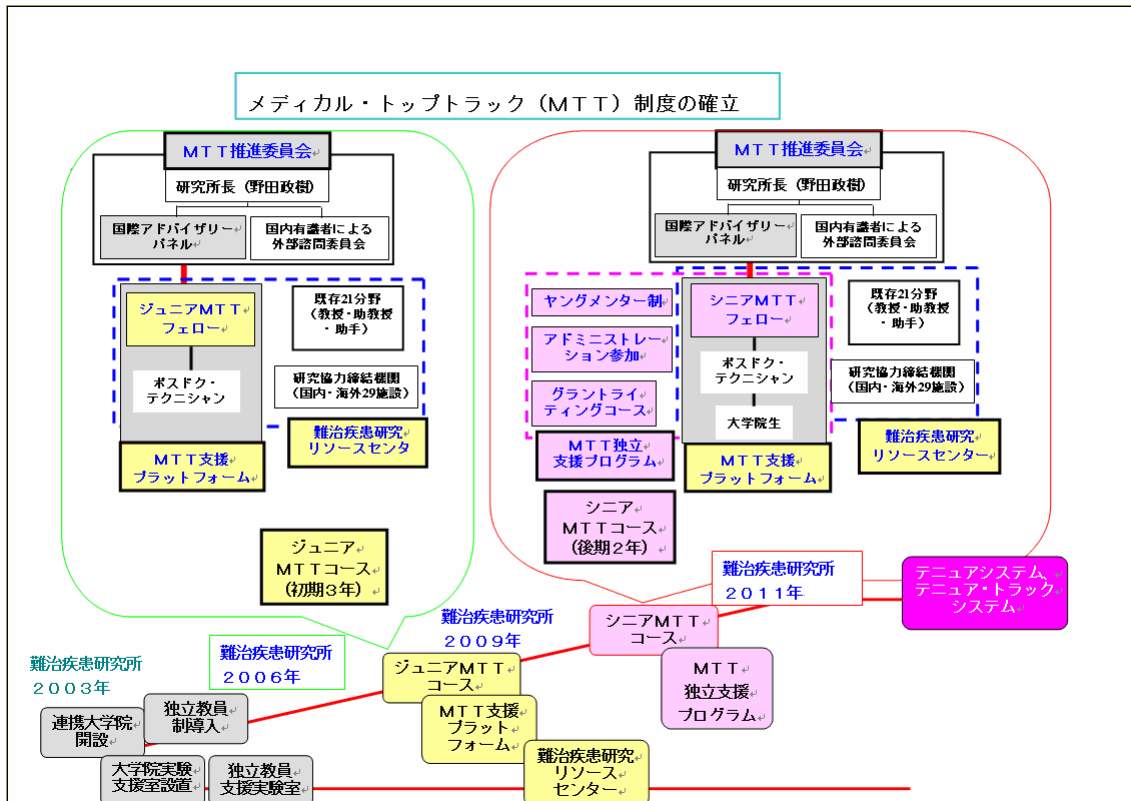 メディカル・トップトラック（ＭＴＴ）制度の確立
ＭＴＴ推進委員会
研究所長（野田政樹）
国際アドバイザリー
パネル
国内有識者による
外部諮問委員会
ジュニアＭＴＴ
フェロー
既存21分野
（教授・助教授
・助手）
ポスドク・
テクニシャン
研究協力締結機関
（国内・海外29施設）
難治疾患研究
リソースセンタ
ＭＴＴ支援
プラットフォーム
ジュニア
ＭＴＴコース
（初期３年）
ＭＴＴ推進委員会
研究所長（野田政樹）
国際アドバイザリー
パネル
国内有識者による
外部諮問委員会
ヤングメンター制
アドミニストレー
ション参加
グラントライ
ティングコース
ＭＴＴ独立
支援プログラム
シニアＭＴＴ
フェロー
ポスドク・
テクニシャン
大学院生
ＭＴＴ支援
プラットフォーム
既存21分野
（教授・助教授
・助手）
研究協力締結機関
（国内・海外29施設）
難治疾患研究
リソースセンター
シニア
ＭＴＴコース
（後期２年）
難治疾患研究所
２００３年
難治疾患研究所
２００６年
難治疾患研究所
２００９年
難治疾患研究所
２０１１年
連携大学院
開設
独立教員
制導入
大学院実験
支援室設置
独立教員
支援実験室
ジュニアＭＴＴ
コース
ＭＴＴ支援
プラット
フォーム
難治疾患研究
リソース
センター
シニアＭＴＴ
コース
ＭＴＴ
独立支援
プログラム
テニュアシステム、
テニュア・トラック
システム